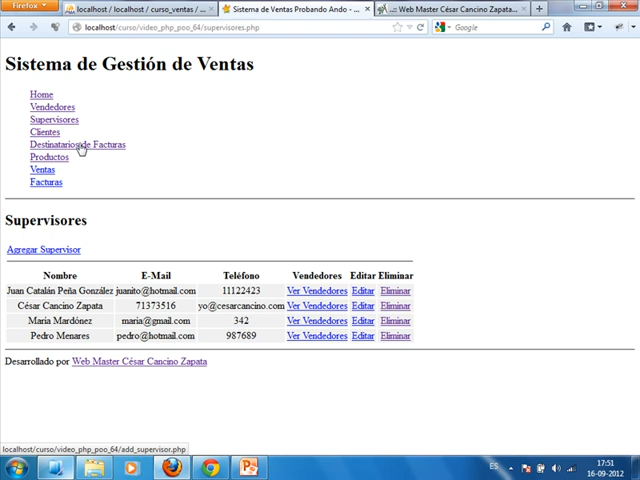 Firefox
localhost / localhost / curso_ventas / ...
Sistema de Ventas Probando Ando - ...
..:: Web Master César Cancino Zapata...
localhost/curso/video_php_poo_64/supervisores.php
Google
Sistema de Gestión de Ventas
Home
Vendedores
Supervisores
Clientes
Destinatarios de Facturas
Productos
Ventas
Facturas
Supervisores
Agregar Supervisor
Nombre E-Mail Teléfono Vendedores Editar Eliminar
Juan Catalán Peña González juanito@hotmail.com 11122423 Ver Vendedores Editar Eliminar
César Cancino Zapata 71373516 yo@cesarcancino.com Ver Vendedores Editar Eliminar
María Mardónez maria@gmail.com 342 Ver Vendedores Editar Eliminar
Pedro Menares pedro@hotmail.com 987689 Ver Vendedores Editar Eliminar
Desarrollado por Web Master César Cancino Zapata
localhost/curso/video_php_poo_64/add_supervisor.php
ES
17:51
16-09-2012